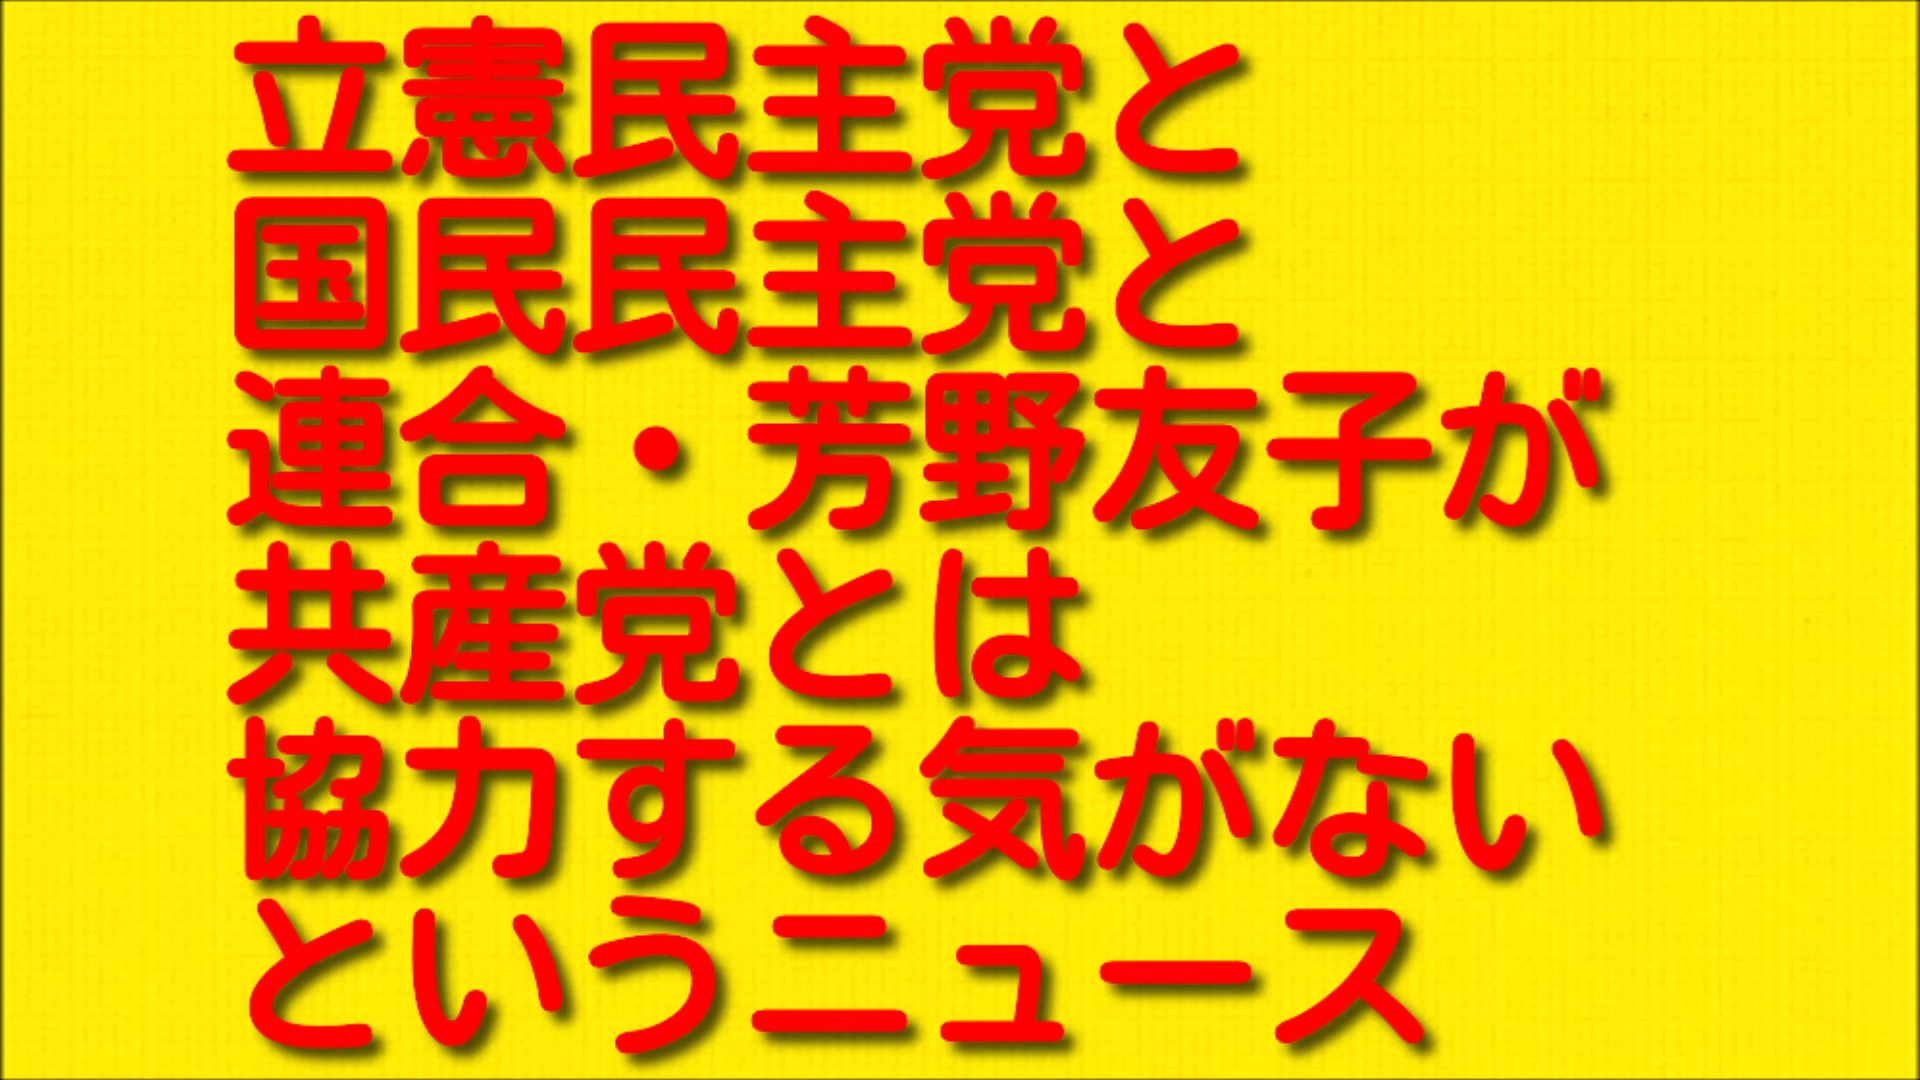 立憲民主党と
国民民主党と
連合・芳野友子が
共産党とは
協力する気がない
というニュース